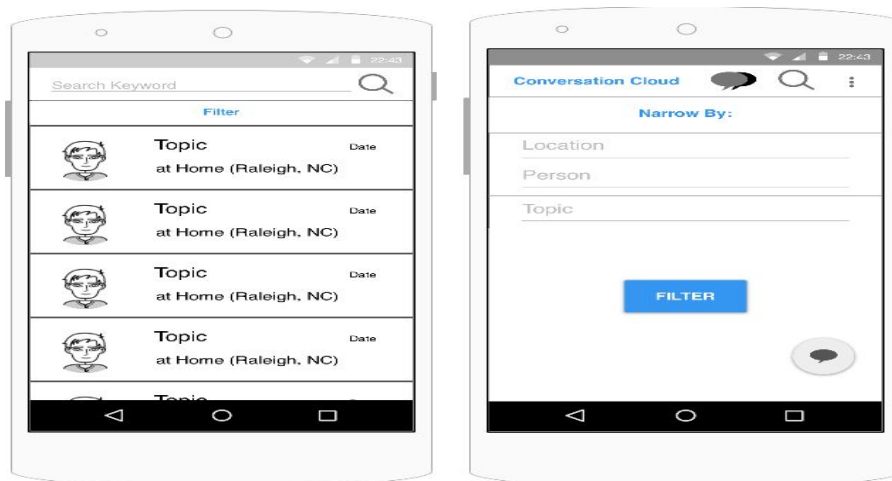 22:43
Search Keyword
Filter
Topic Date
at Home (Raleigh, NC)
Topic Date
at Home (Raleigh, NC)
Topic Date
at Home (Raleigh, NC)
Topic Date
at Home (Raleigh, NC)
Topic
22:43
Conversation Cloud
Narrow By:
Location
Person
Topic
FILTER